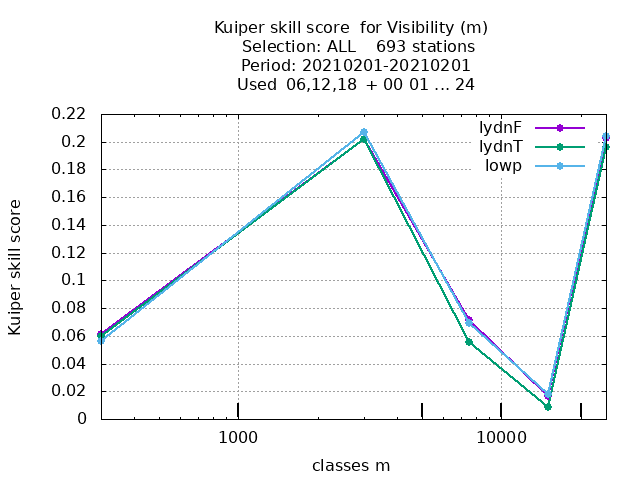 Kuiper skill score  for Visibility (m)
Selection: ALL    693 stations
Period: 20210201-20210201
Used  06,12,18  + 00 01 ... 24
lydnF
lydnT
lowp
0.22
0.2
0.18
0.16
0.14
0.12
0.1
0.08
0.06
0.04
0.02
0
Kuiper skill score
1000
10000
classes m